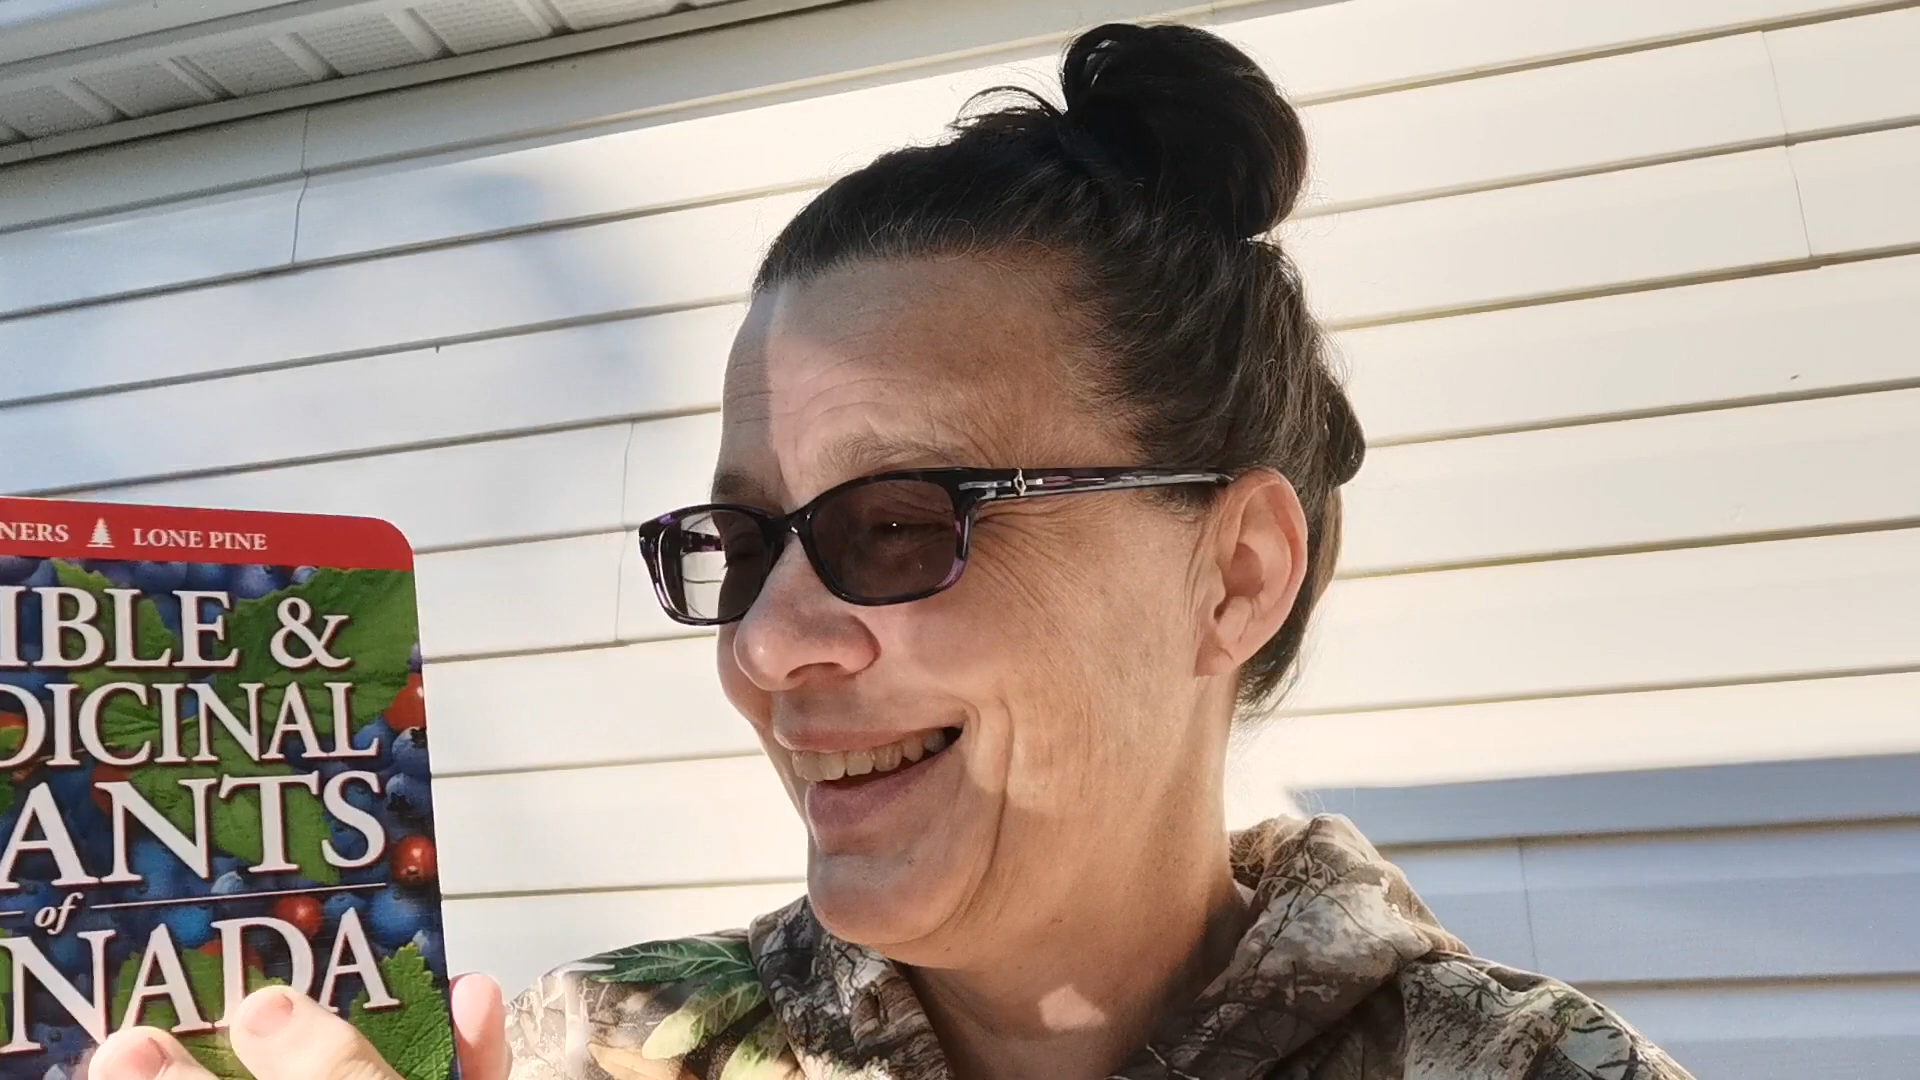 NERS LONE PINE
IBLE &
DICINAL
ANTS
of
NADA